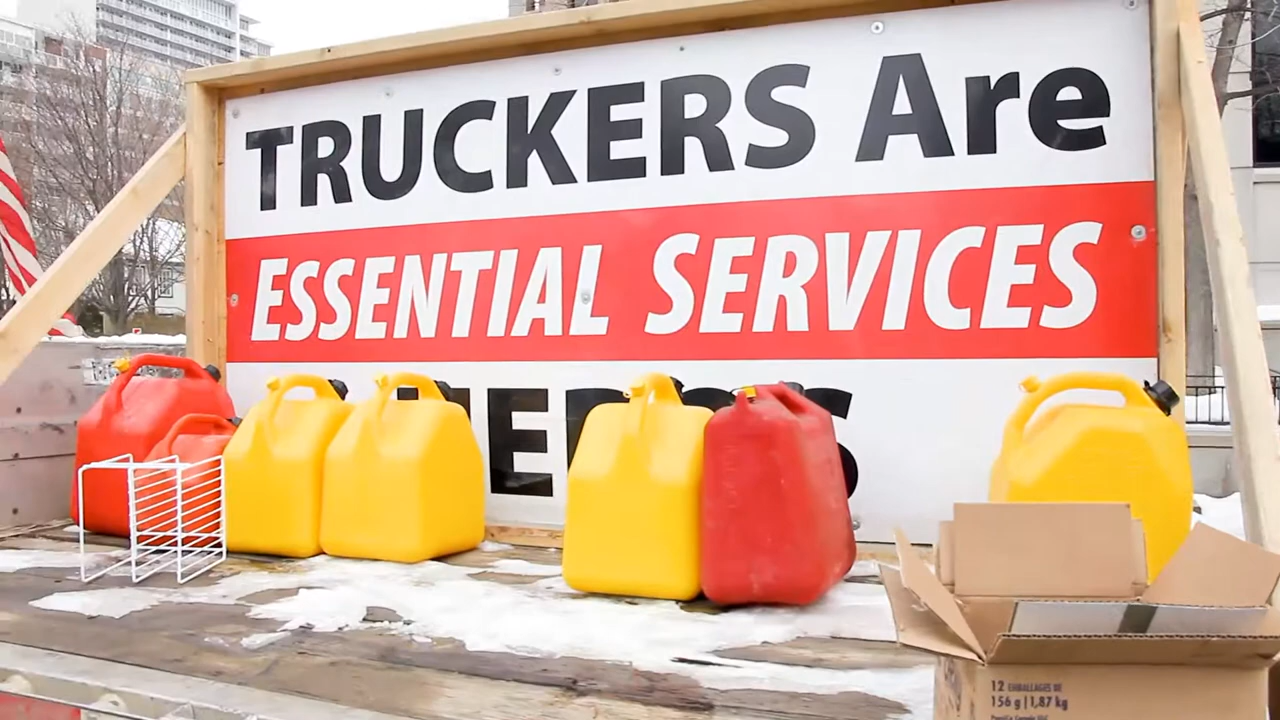 TRUCKERS Are
ESSENTIAL SERVICES
12 EMBALLAGES DE
156 g | 1,87 kg